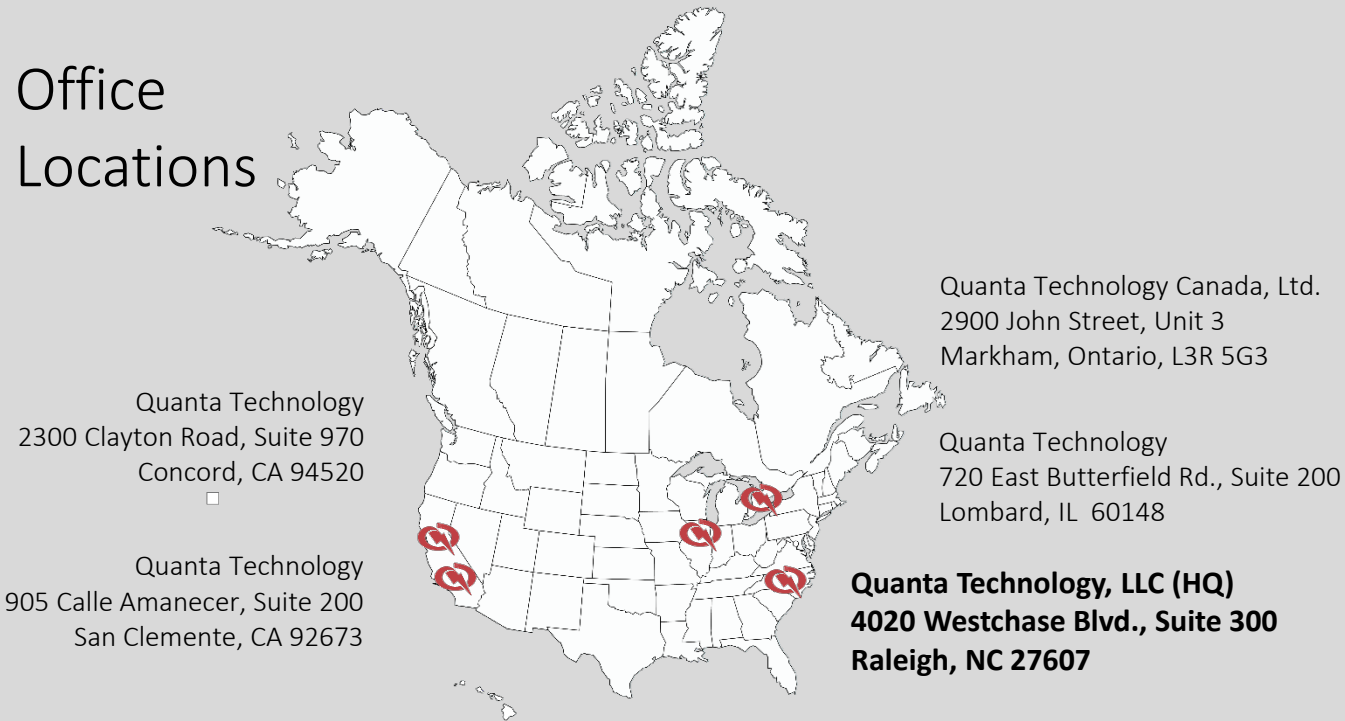 Office
Locations
Quanta Technology
2300 Clayton Road, Suite 970
Concord, CA 94520
Quanta Technology
905 Calle Amanecer, Suite 200
San Clemente, CA 92673
Quanta Technology Canada, Ltd.
2900 John Street, Unit 3
Markham, Ontario, L3R 5G3
Quanta Technology
720 East Butterfield Rd., Suite 200
Lombard, IL  60148
Quanta Technology, LLC (HQ)
4020 Westchase Blvd., Suite 300
Raleigh, NC 27607